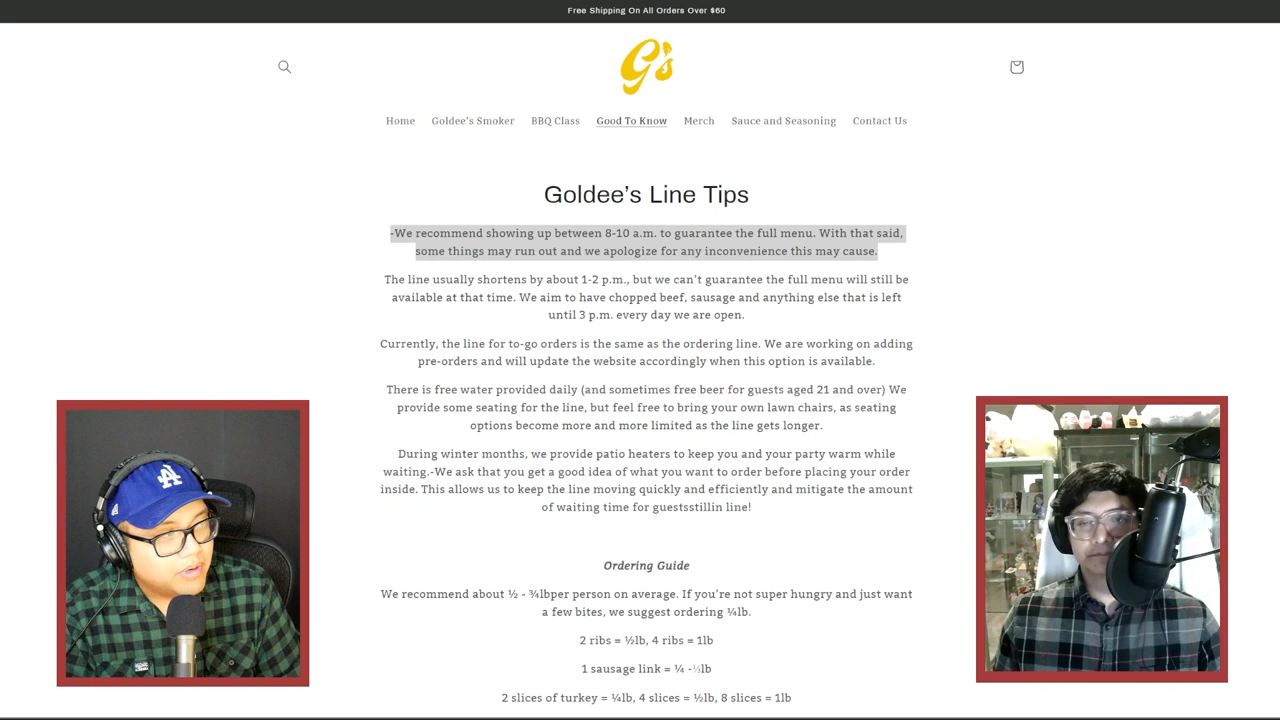 Free Shipping On All Orders Over $60
G's
Home Goldee's Smoker BBQ Class Good To Know Merch Sauce and Seasoning Contact Us
Goldee's Line Tips
-We recommend showing up between 8-10 a.m. to guarantee the full menu. With that said,
some things may run out and we apologize for any inconvenience this may cause.
The line usually shortens by about 1-2 p.m., but we can't guarantee the full menu will still be
available at that time. We aim to have chopped beef, sausage and anything else that is left
until 3 p.m. every day we are open.
Currently, the line for to-go orders is the same as the ordering line. We are working on adding
pre-orders and will update the website accordingly when this option is available.
There is free water provided daily (and sometimes free beer for guests aged 21 and over) We
provide some seating for the line, but feel free to bring your own lawn chairs, as seating
options become more and more limited as the line gets longer.
During winter months, we provide patio heaters to keep you and your party warm while
waiting.-We ask that you get a good idea of what you want to order before placing your order
inside. This allows us to keep the line moving quickly and efficiently and mitigate the amount
of waiting time for guestsstillin line!
Ordering Guide
We recommend about ½ - ¾lbper person on average. If you're not super hungry and just want
a few bites, we suggest ordering ¼lb.
2 ribs = ½lb, 4 ribs = 1lb
1 sausage link = ¼ -⅓lb
2 slices of turkey = ¼lb, 4 slices = ½lb, 8 slices = 1lb
LA